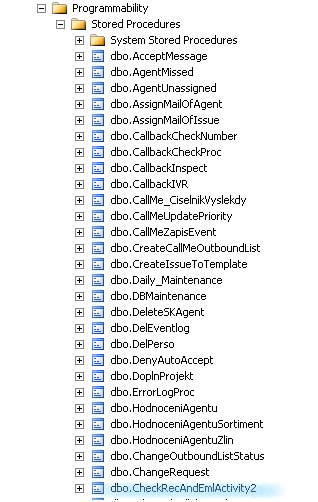 Programmability
Stored Procedures
System Stored Procedures
dbo.AcceptMessage
dbo.AgentMissed
dbo.AgentUnassigned
dbo.AssignMailOfAgent
dbo.AssignMailOfIssue
dbo.CallbackCheckNumber
dbo.CallbackCheckProc
dbo.CallbackInspect
dbo.CallbackIVR
dbo.CallMe_CiselnikVyslekdy
dbo.CallMeUpdatePriority
dbo.CallMeZapisEvent
dbo.CreateCallMeOutboundList
dbo.CreateIssueToTemplate
dbo.Daily_Maintenance
dbo.DBMaintenance
dbo.DeleteSKAgent
dbo.DelEventlog
dbo.DelPerso
dbo.DenyAutoAccept
dbo.DoplnProjekt
dbo.ErrorLogProc
dbo.HodnoceniAgentu
dbo.HodnoceniAgentuSortiment
dbo.HodnoceniAgentuZlin
dbo.ChangeOutboundListStatus
dbo.ChangeRequest
dbo.CheckRecAndEmlActivity2